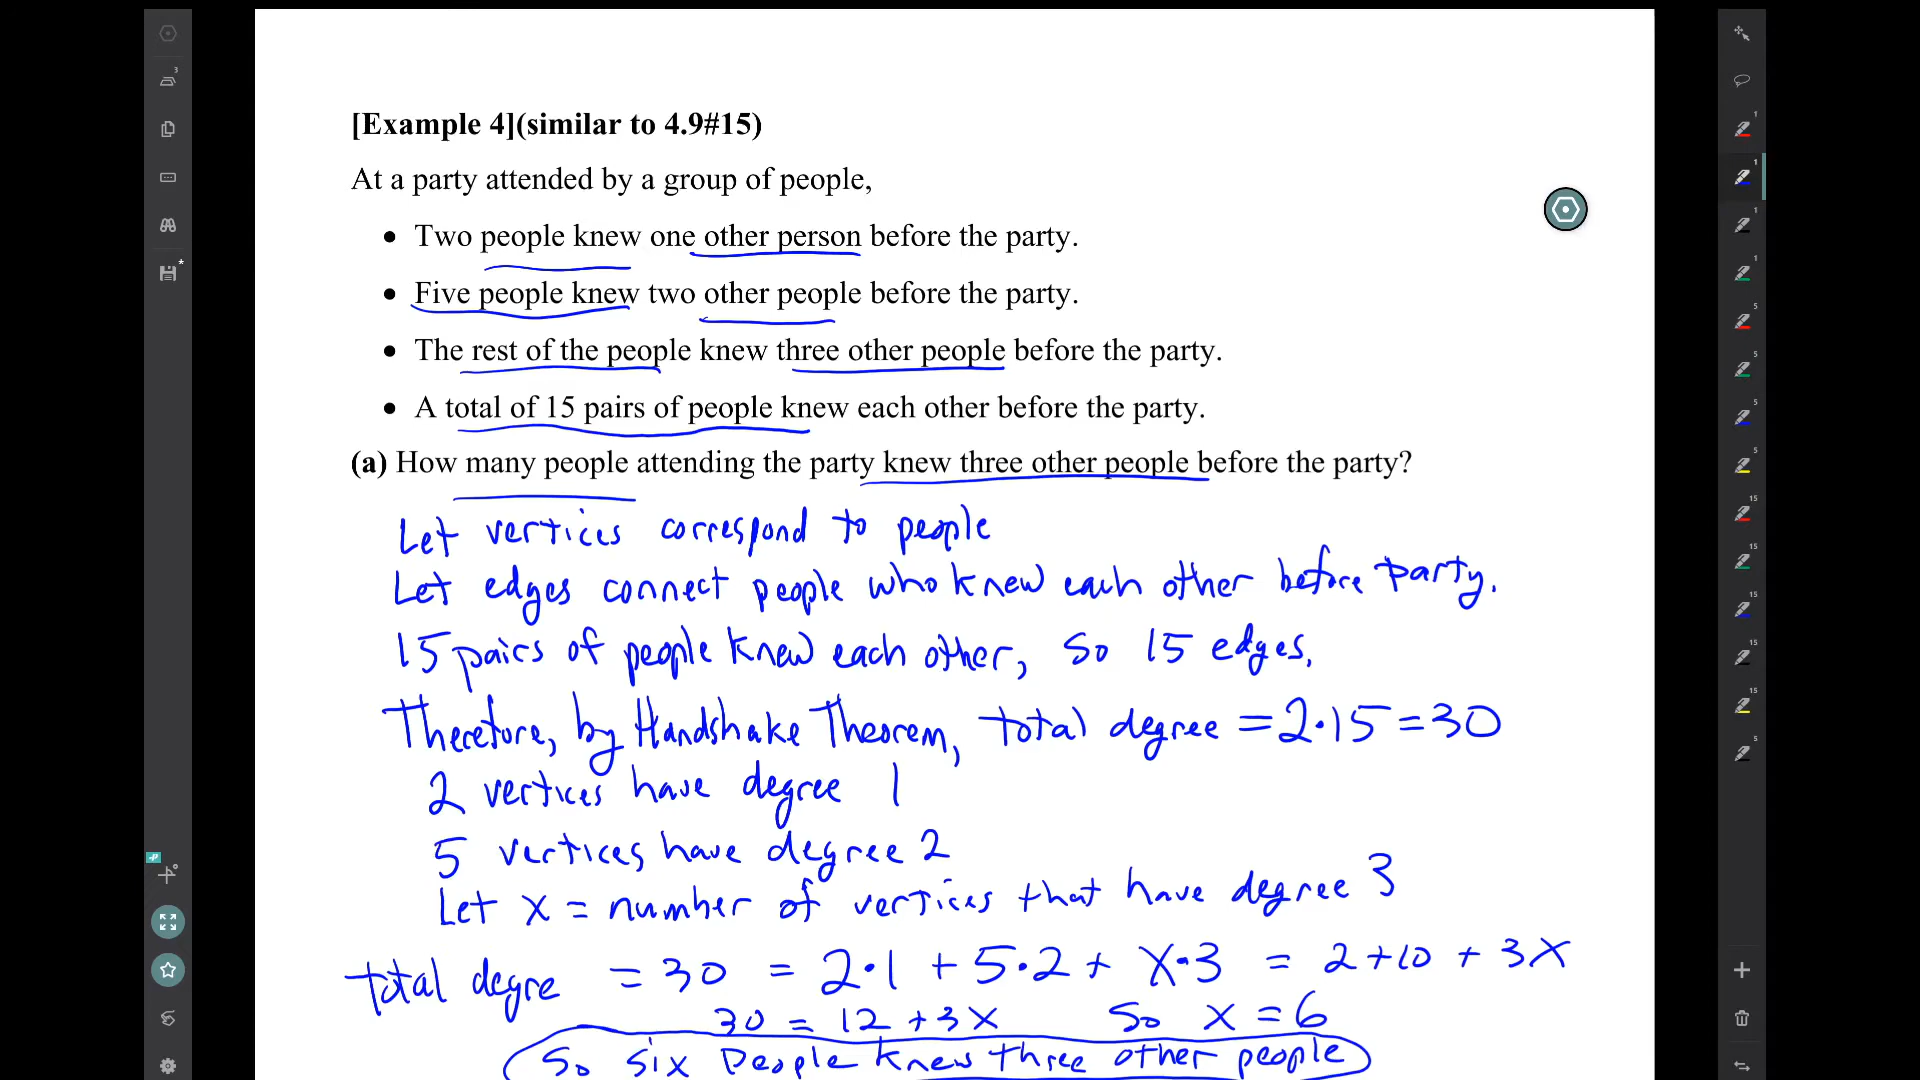 [Example 4](similar to 4.9#15)
At a party attended by a group of people,
• Two people knew one other person before the party.
• Five people knew two other people before the party.
• The rest of the people knew three other people before the party.
• A total of 15 pairs of people knew each other before the party.
(a) How many people attending the party knew three other people before the party?
Let vertices correspond to people
Let edges connect people who knew each other before party.
15 pairs of people knew each other, so 15 edges.
Therefore, by Handshake Theorem, total degree = 2·15 = 30
2 vertices have degree 1
5 vertices have degree 2
Let x = number of vertices that have degree 3
total degre = 30 = 2·1 + 5·2 + x·3 = 2+10 + 3x
30 = 12 + 3x So x = 6
So six People knew three other people